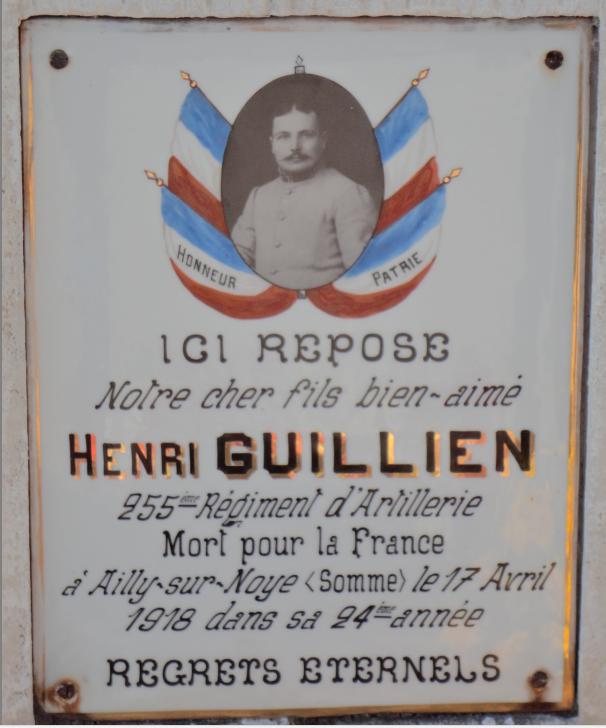 HONNEUR PATRIE
ICI REPOSE
Notre cher fils bien-aimé
HENRI GUILLIEN
255ème Régiment d'Artillerie
Mort pour la France
à Ailly-sur-Noye (Somme) le 17 Avril
1918 dans sa 24ème année
REGRETS ETERNELS